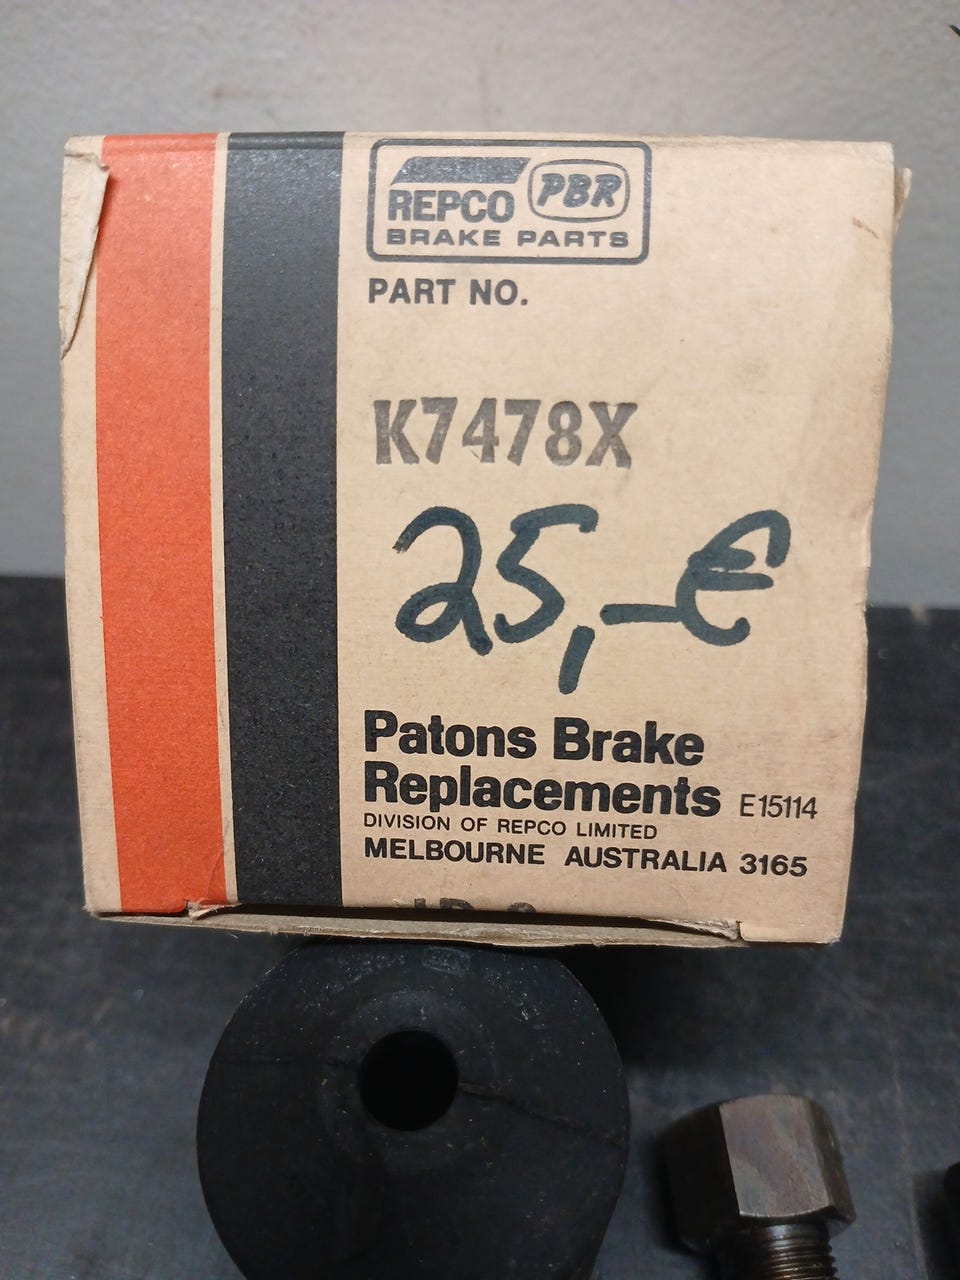 REPCO PBR
BRAKE PARTS
PART NO.
K7478X
25,-€
Patons Brake
Replacements E15114
DIVISION OF REPCO LIMITED
MELBOURNE AUSTRALIA 3165